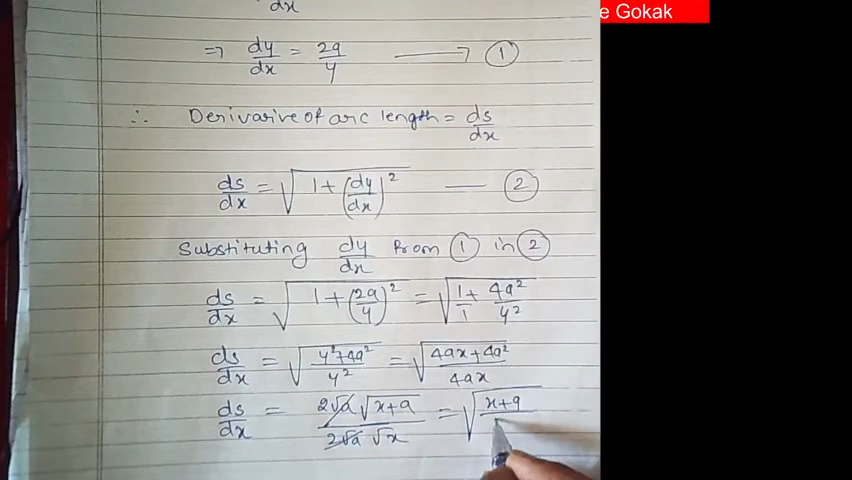 dx
e Gokak
=> dy/dx = 2a/y ——→ ①
∴ Derivarive of arc length = ds/dx
ds/dx = √(1+(dy/dx)²) —— ②
Substituting dy/dx from ① in ②
ds/dx = √(1+(2a/y)²) = √(1/1 + 4a²/y²)
ds/dx = √((y²+4a²)/y²) = √((4ax+4a²)/4ax)
ds/dx = 2√a √(x+a) / 2√a √x = √(x+a